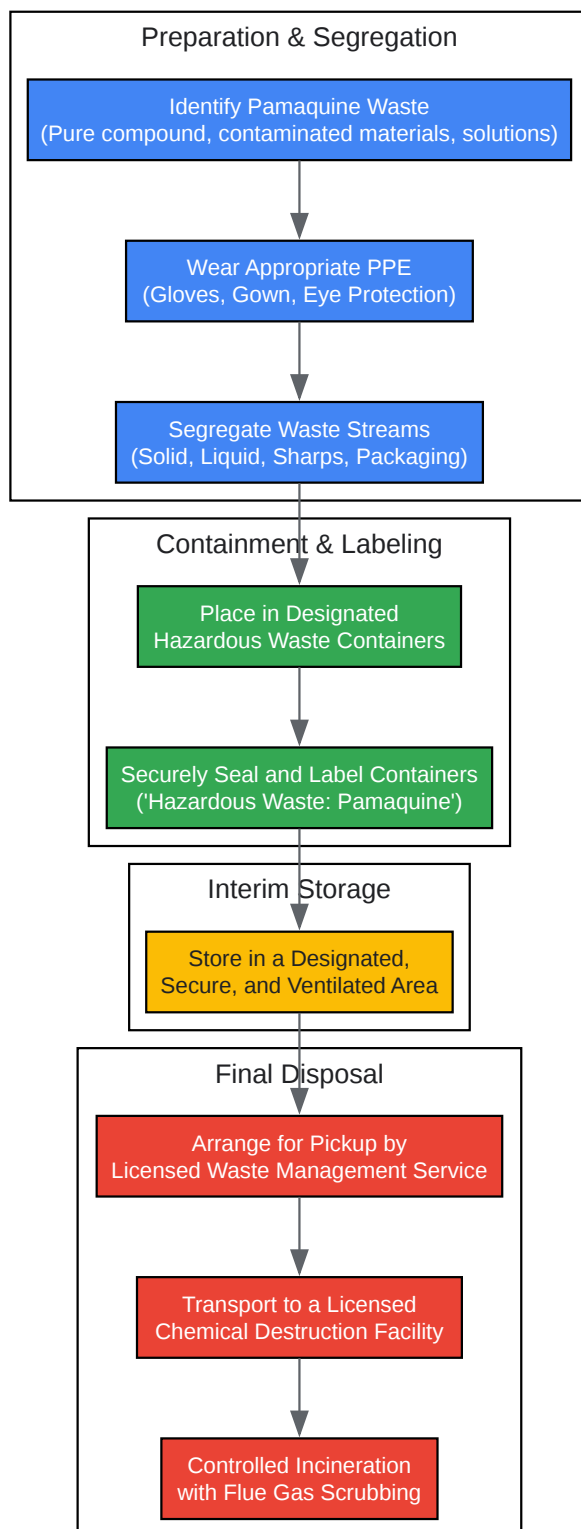 Preparation & Segregation
Identify Pamaquine Waste
(Pure compound, contaminated materials, solutions)
Wear Appropriate PPE
(Gloves, Gown, Eye Protection)
Segregate Waste Streams
(Solid, Liquid, Sharps, Packaging)
Containment & Labeling
Place in Designated
Hazardous Waste Containers
Securely Seal and Label Containers
('Hazardous Waste: Pamaquine')
Interim Storage
Store in a Designated,
Secure, and Ventilated Area
Final Disposal
Arrange for Pickup by
Licensed Waste Management Service
Transport to a Licensed
Chemical Destruction Facility
Controlled Incineration
with Flue Gas Scrubbing